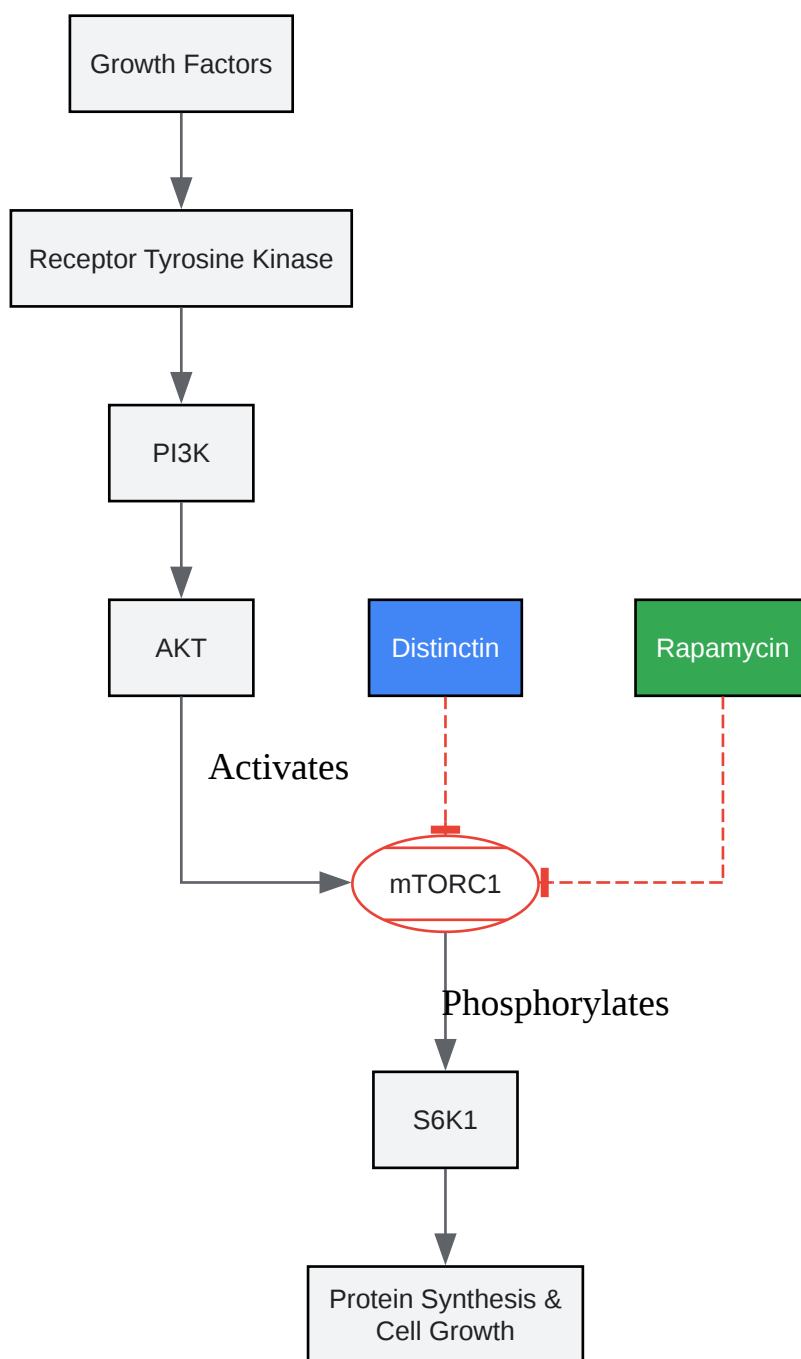 Growth Factors
Receptor Tyrosine Kinase
PI3K
AKT
Distinctin
Rapamycin
Activates
mTORC1
Phosphorylates
S6K1
Protein Synthesis &
Cell Growth